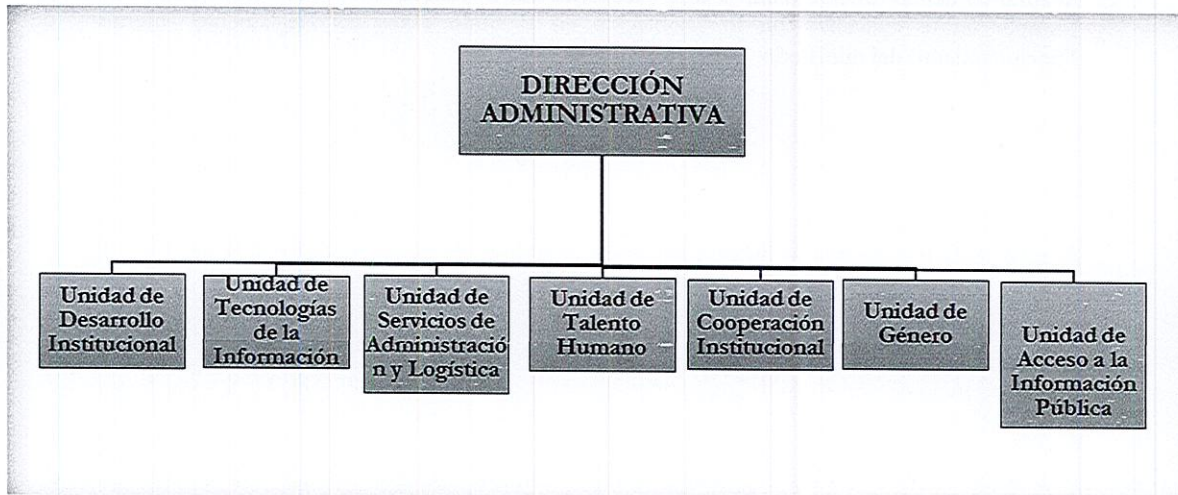 DIRECCIÓN
ADMINISTRATIVA
Unidad de
Desarrollo
Institucional
Unidad de
Tecnologías
de la
Información
Unidad de
Servicios de
Administració
n y Logística
Unidad de
Talento
Humano
Unidad de
Cooperación
Institucional
Unidad de
Género
Unidad de
Acceso a la
Información
Pública